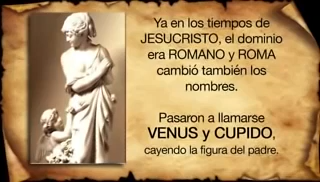 Ya en los tiempos de
JESUCRISTO, el dominio
era ROMANO y ROMA
cambió también los
nombres.
Pasaron a llamarse
VENUS y CUPIDO,
cayendo la figura del padre.